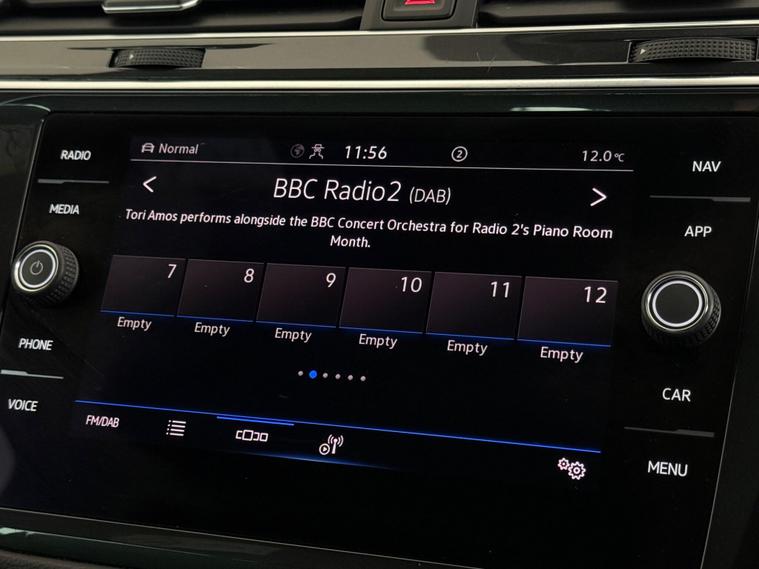 Normal 11:56 2 12.0°C
RADIO
NAV
BBC Radio2 (DAB)
MEDIA
Tori Amos performs alongside the BBC Concert Orchestra for Radio 2's Piano Room
Month.
APP
7 8 9 10 11 12
Empty Empty Empty Empty Empty Empty
PHONE
CAR
VOICE
FM/DAB
MENU